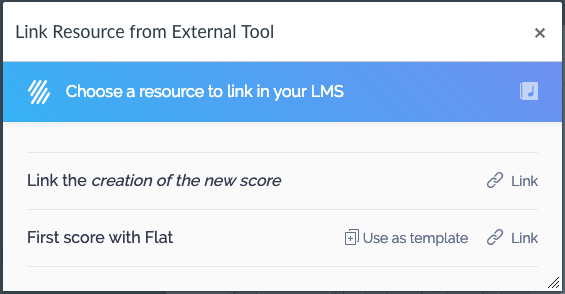 Link Resource from External Tool ×
Choose a resource to link in your LMS
Link the creation of the new score Link
First score with Flat Use as template Link